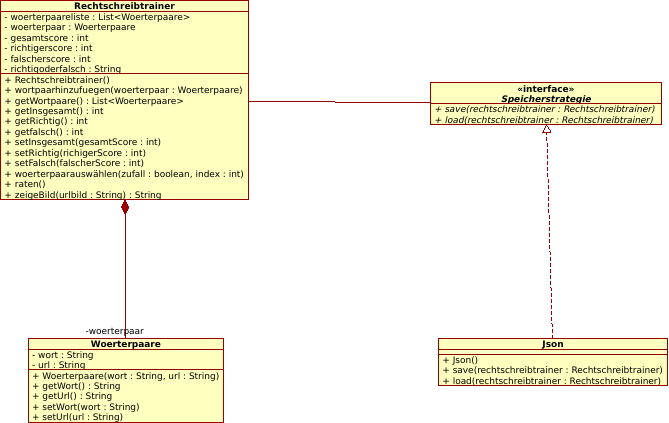 Rechtschreibtrainer
- woerterpaareliste : List<Woerterpaare>
- woerterpaar : Woerterpaare
- gesamtscore : int
- richtigerscore : int
- falscherscore : int
- richtigoderfalsch : String
+ Rechtschreibtrainer()
+ wortpaarhinzufuegen(woerterpaar : Woerterpaare)
+ getWortpaare() : List<Woerterpaare>
+ getInsgesamt() : int
+ getRichtig() : int
+ getfalsch() : int
+ setInsgesamt(gesamtScore : int)
+ setRichtig(richigerScore : int)
+ setFalsch(falscherScore : int)
+ woerterpaarauswählen(zufall : boolean, index : int)
+ raten()
+ zeigeBild(urlbild : String) : String
«interface»
Speicherstrategie
+ save(rechtschreibtrainer : Rechtschreibtrainer)
+ load(rechtschreibtrainer : Rechtschreibtrainer)
-woerterpaar
Woerterpaare
- wort : String
- url : String
+ Woerterpaare(wort : String, url : String)
+ getWort() : String
+ getUrl() : String
+ setWort(wort : String)
+ setUrl(url : String)
Json
+ Json()
+ save(rechtschreibtrainer : Rechtschreibtrainer)
+ load(rechtschreibtrainer : Rechtschreibtrainer)